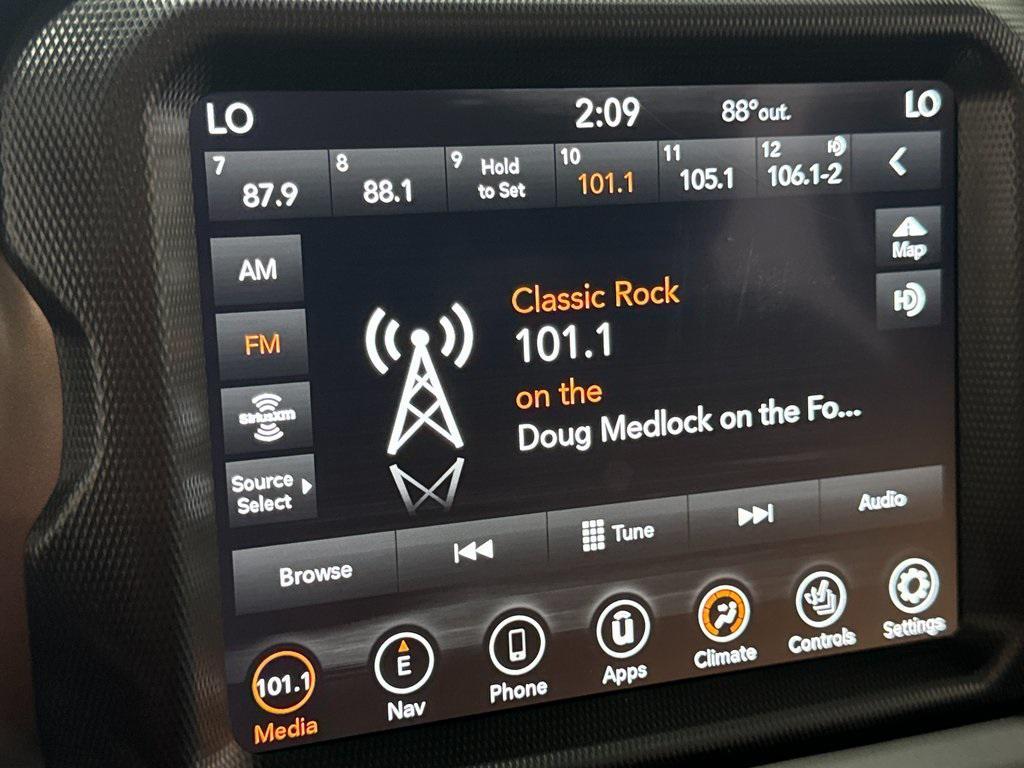 LO 2:09 88° out. LO
7 87.9
8 88.1
9 Hold
to Set
10 101.1
11 105.1
12 HD 106.1-2
Map
HD
AM
FM
SiriusXM
Source
Select
Classic Rock
101.1
on the
Doug Medlock on the Fo...
Browse Tune Audio
101.1 Media
E Nav
Phone
Apps
Climate
Controls
Settings